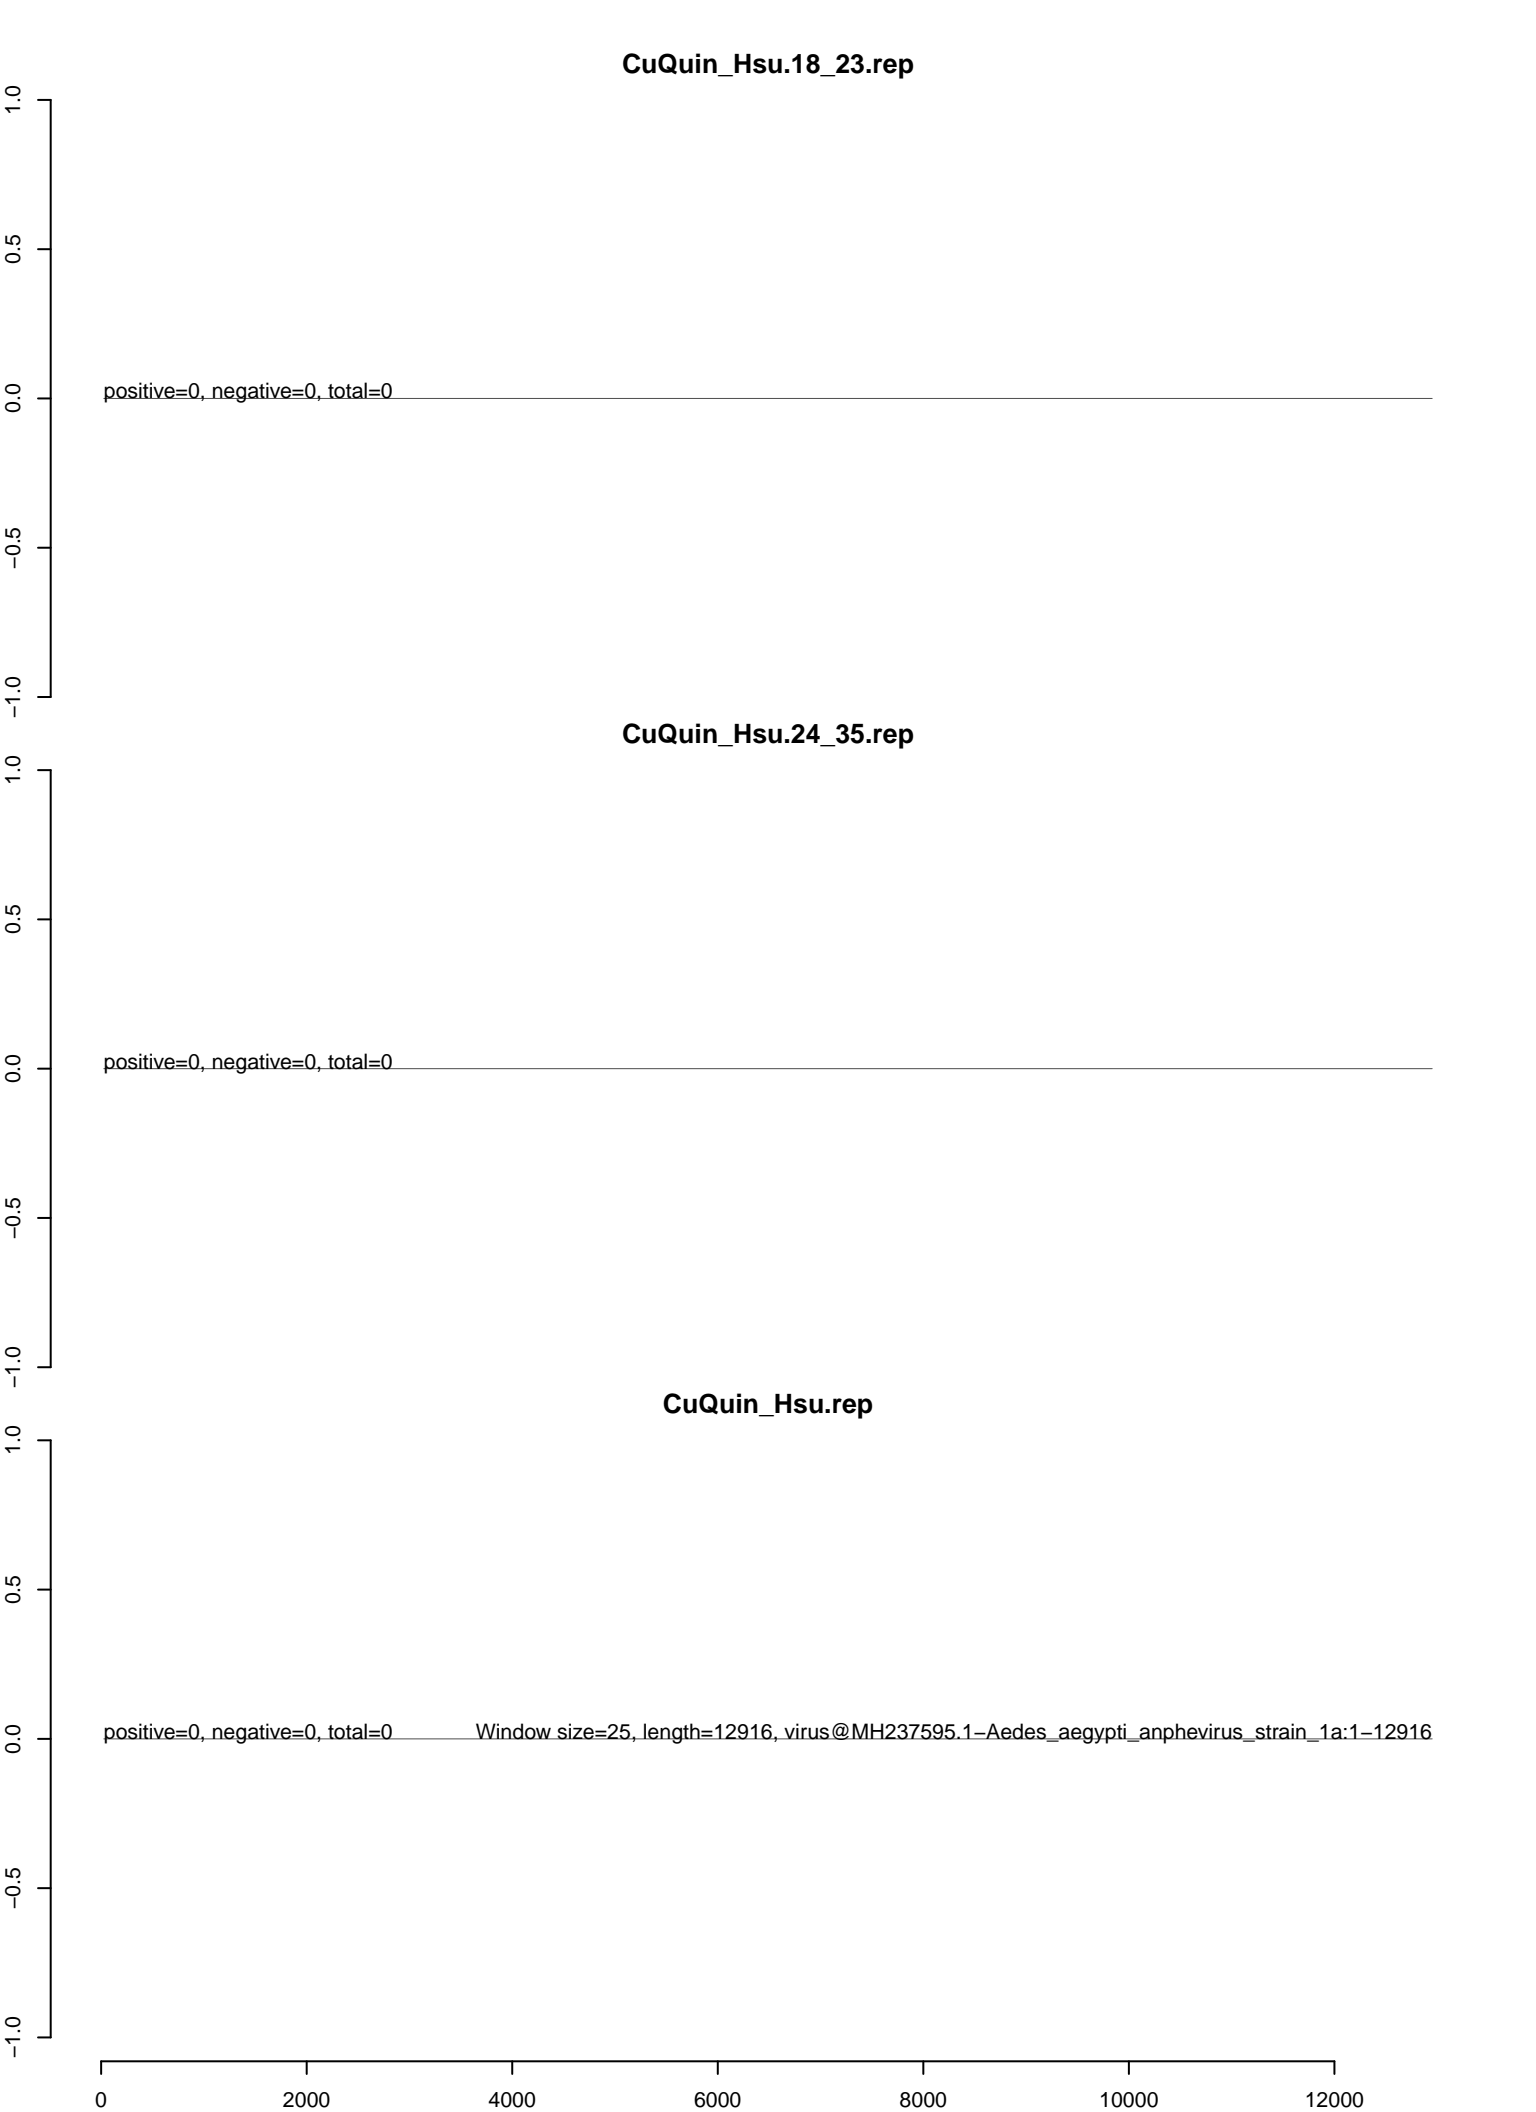 CuQuin_Hsu.18_23.rep
1.0
0.5
0.0
−0.5
−1.0
positive=0, negative=0, total=0
CuQuin_Hsu.24_35.rep
1.0
0.5
0.0
−0.5
−1.0
positive=0, negative=0, total=0
CuQuin_Hsu.rep
1.0
0.5
0.0
−0.5
−1.0
positive=0, negative=0, total=0 Window size=25, length=12916, virus@MH237595.1−Aedes_aegypti_anphevirus_strain_1a:1−12916
0 2000 4000 6000 8000 10000 12000